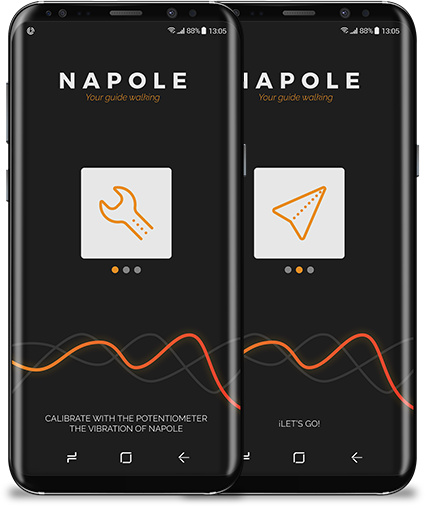 88% 13:05
NAPOLE
Your guide walking
CALIBRATE WITH THE POTENTIOMETER
THE VIBRATION OF NAPOLE
88% 13:05
NAPOLE
Your guide walking
¡LET'S GO!